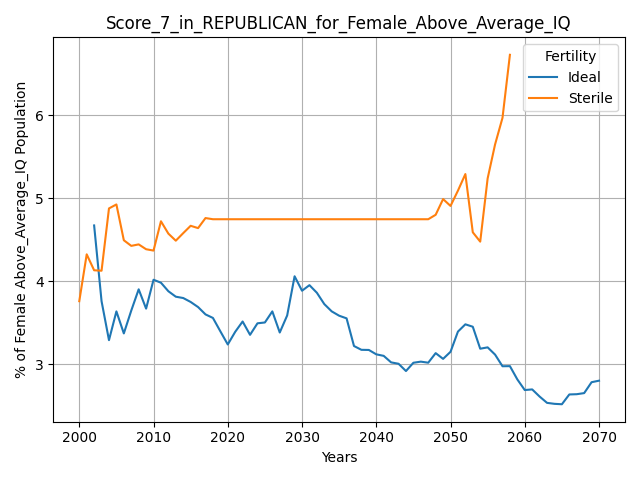 Score_7_in_REPUBLICAN_for_Female_Above_Average_IQ
% of Female Above_Average_IQ Population
6
5
4
3
Fertility
Ideal
Sterile
2000 2010 2020 2030 2040 2050 2060 2070
Years